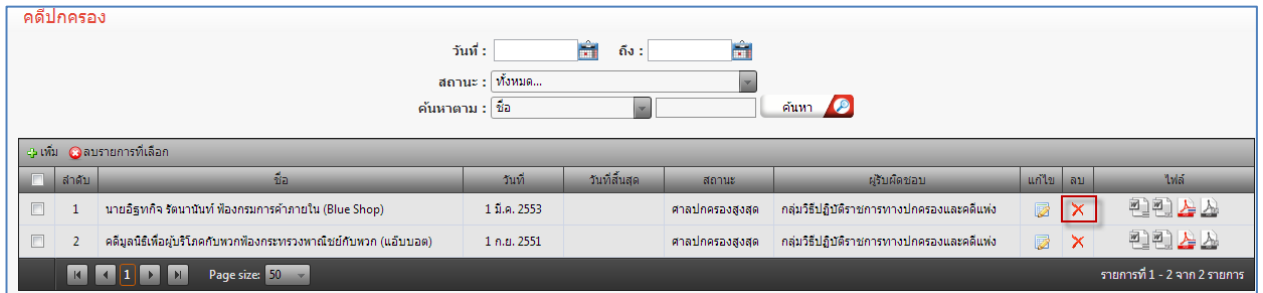 คดีปกครอง
วันที่ : ถึง :
สถานะ : ทั้งหมด...
ค้นหาตาม : ชื่อ ค้นหา
เพิ่ม ลบรายการที่เลือก
ลำดับ ชื่อ วันที่ วันที่สิ้นสุด สถานะ ผู้รับผิดชอบ แก้ไข ลบ ไฟล์
1 นายอิฐทกิจ รัตนานันท์ ฟ้องกรมการค้าภายใน (Blue Shop) 1 มี.ค. 2553 ศาลปกครองสูงสุด กลุ่มวิธีปฏิบัติราชการทางปกครองและคดีแพ่ง
2 คดีมูลนิธิเพื่อผู้บริโภคกับพวกฟ้องกระทรวงพาณิชย์กับพวก (แอ๊บบอต) 1 ก.ย. 2551 ศาลปกครองสูงสุด กลุ่มวิธีปฏิบัติราชการทางปกครองและคดีแพ่ง
1 Page size: 50 รายการที่ 1 - 2 จาก 2 รายการ